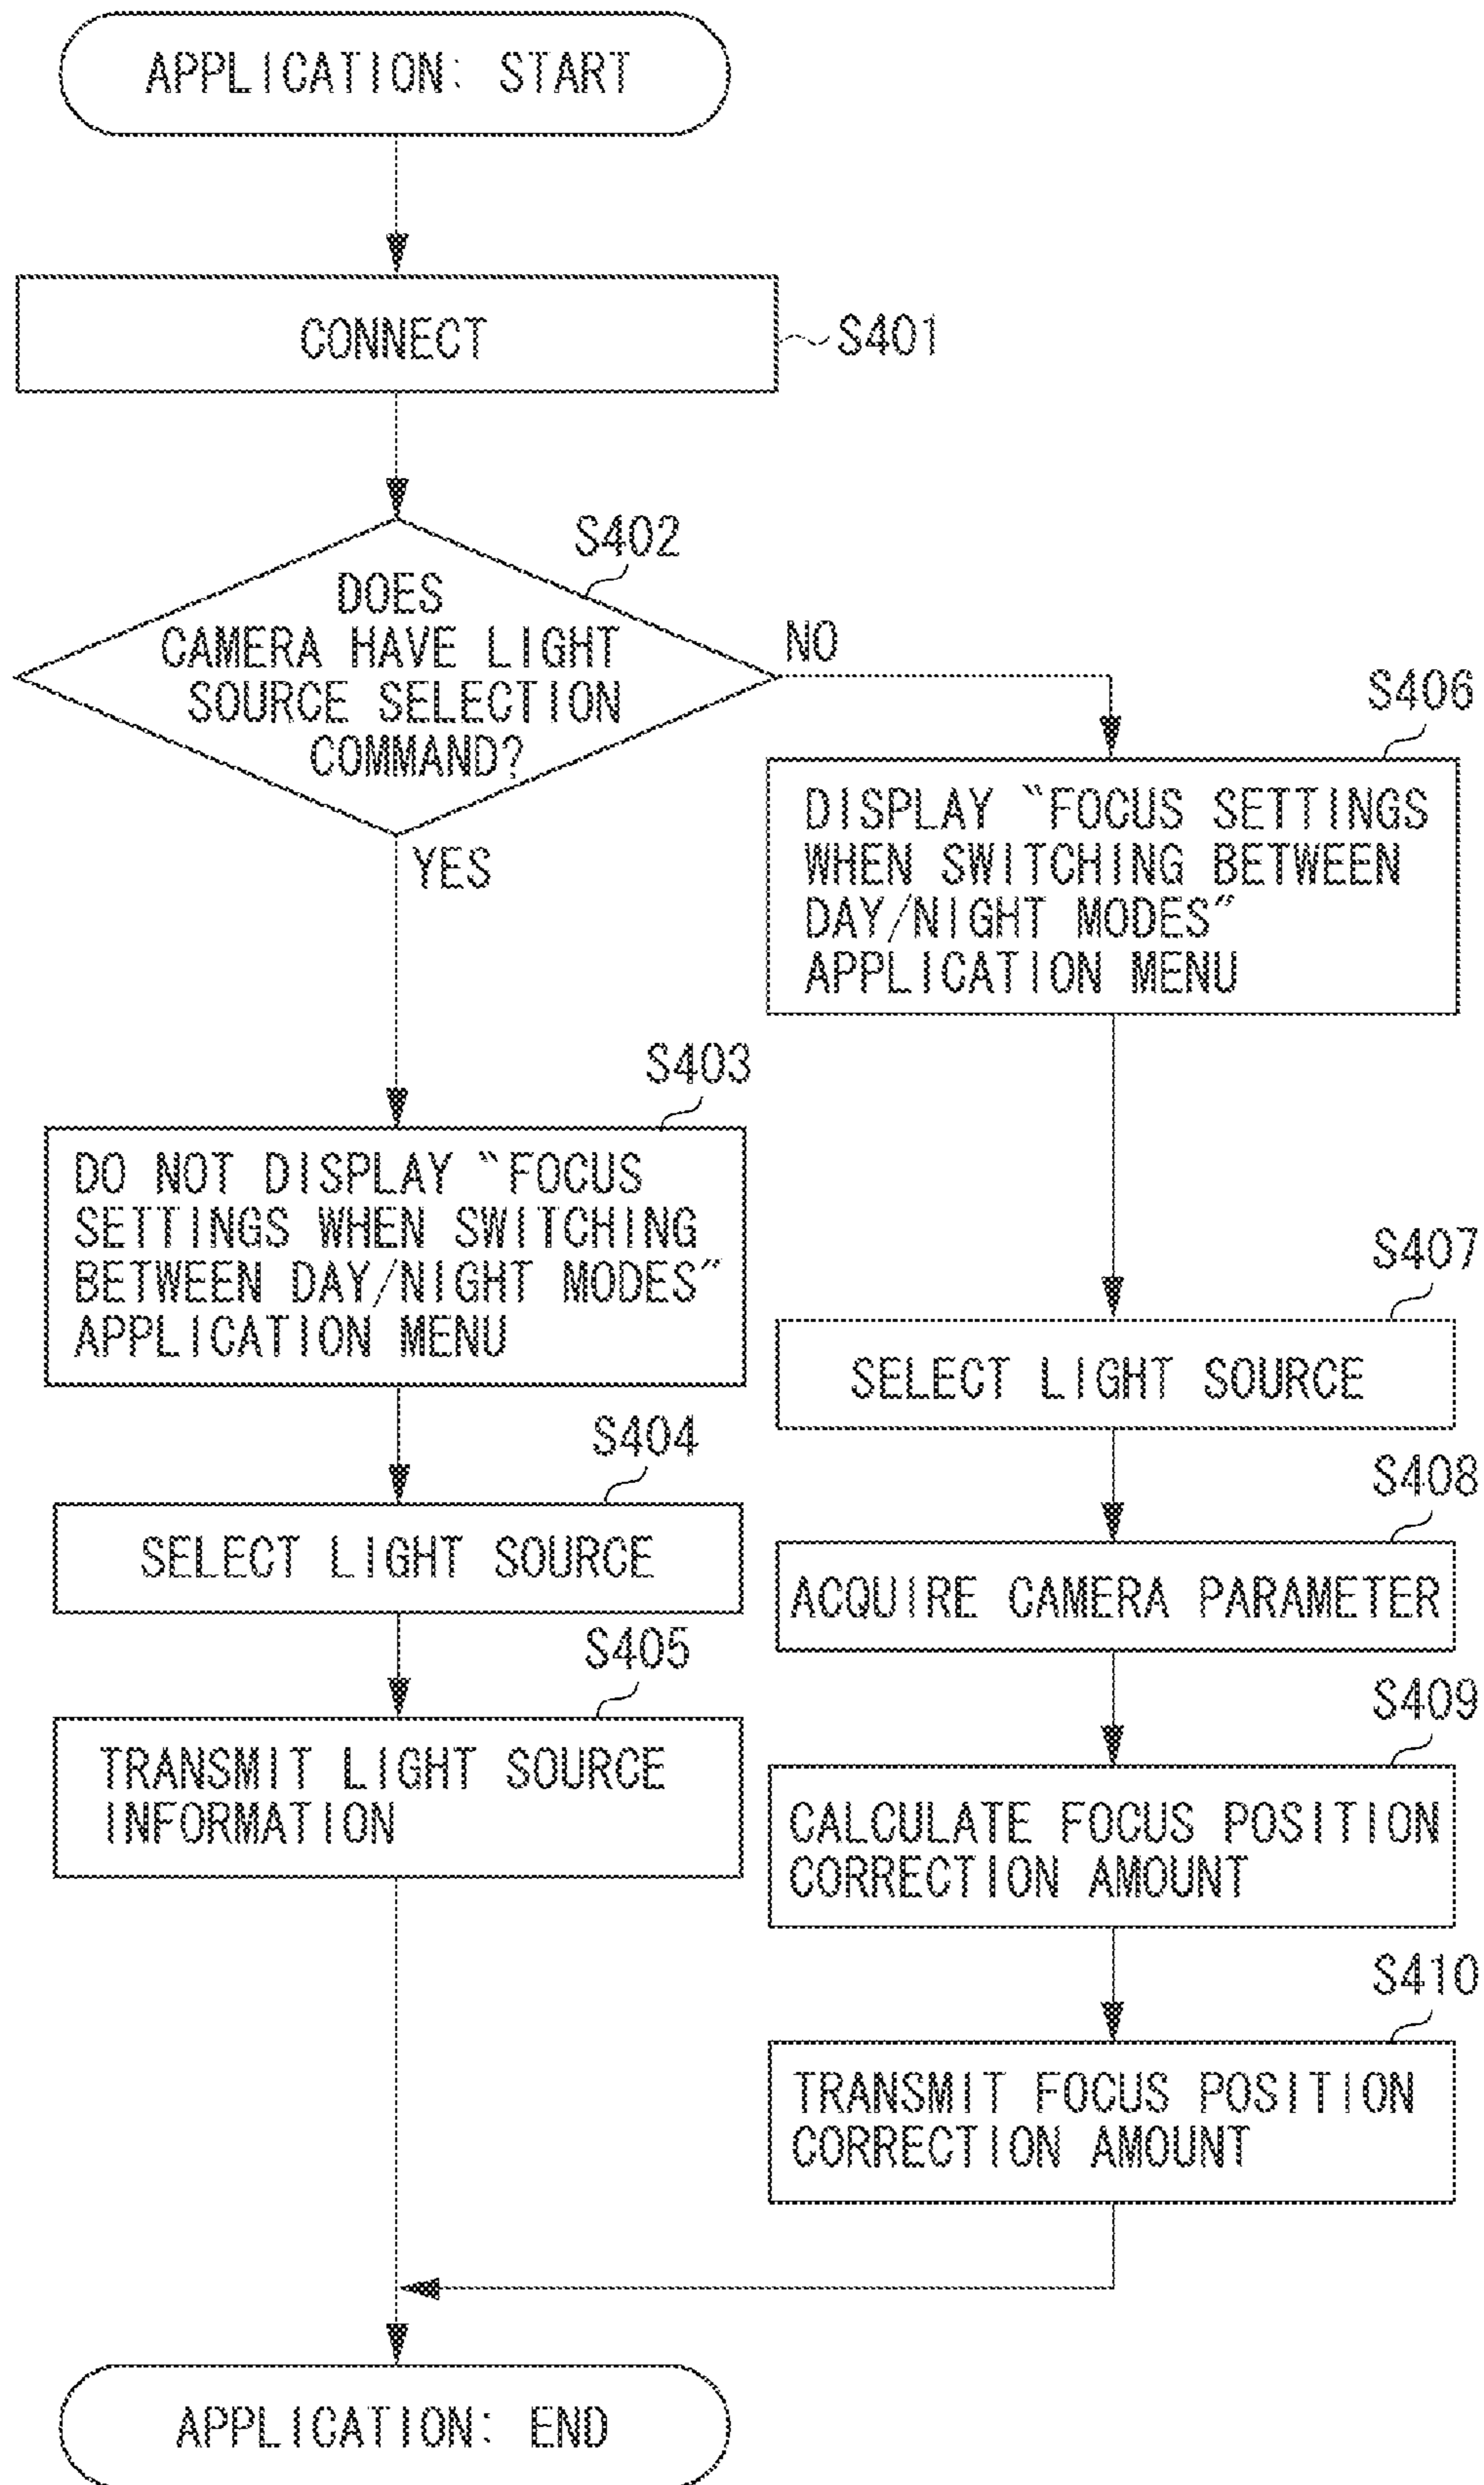 APPLICATION: START
CONNECT
S401
S402
DOES
CAMERA HAVE LIGHT
SOURCE SELECTION
COMMAND?
NO
YES
S406
DISPLAY “FOCUS SETTINGS
WHEN SWITCHING BETWEEN
DAY/NIGHT MODES”
APPLICATION MENU
S403
DO NOT DISPLAY “FOCUS
SETTINGS WHEN SWITCHING
BETWEEN DAY/NIGHT MODES”
APPLICATION MENU
S407
SELECT LIGHT SOURCE
S404
SELECT LIGHT SOURCE
S408
ACQUIRE CAMERA PARAMETER
S405
TRANSMIT LIGHT SOURCE
INFORMATION
S409
CALCULATE FOCUS POSITION
CORRECTION AMOUNT
S410
TRANSMIT FOCUS POSITION
CORRECTION AMOUNT
APPLICATION: END